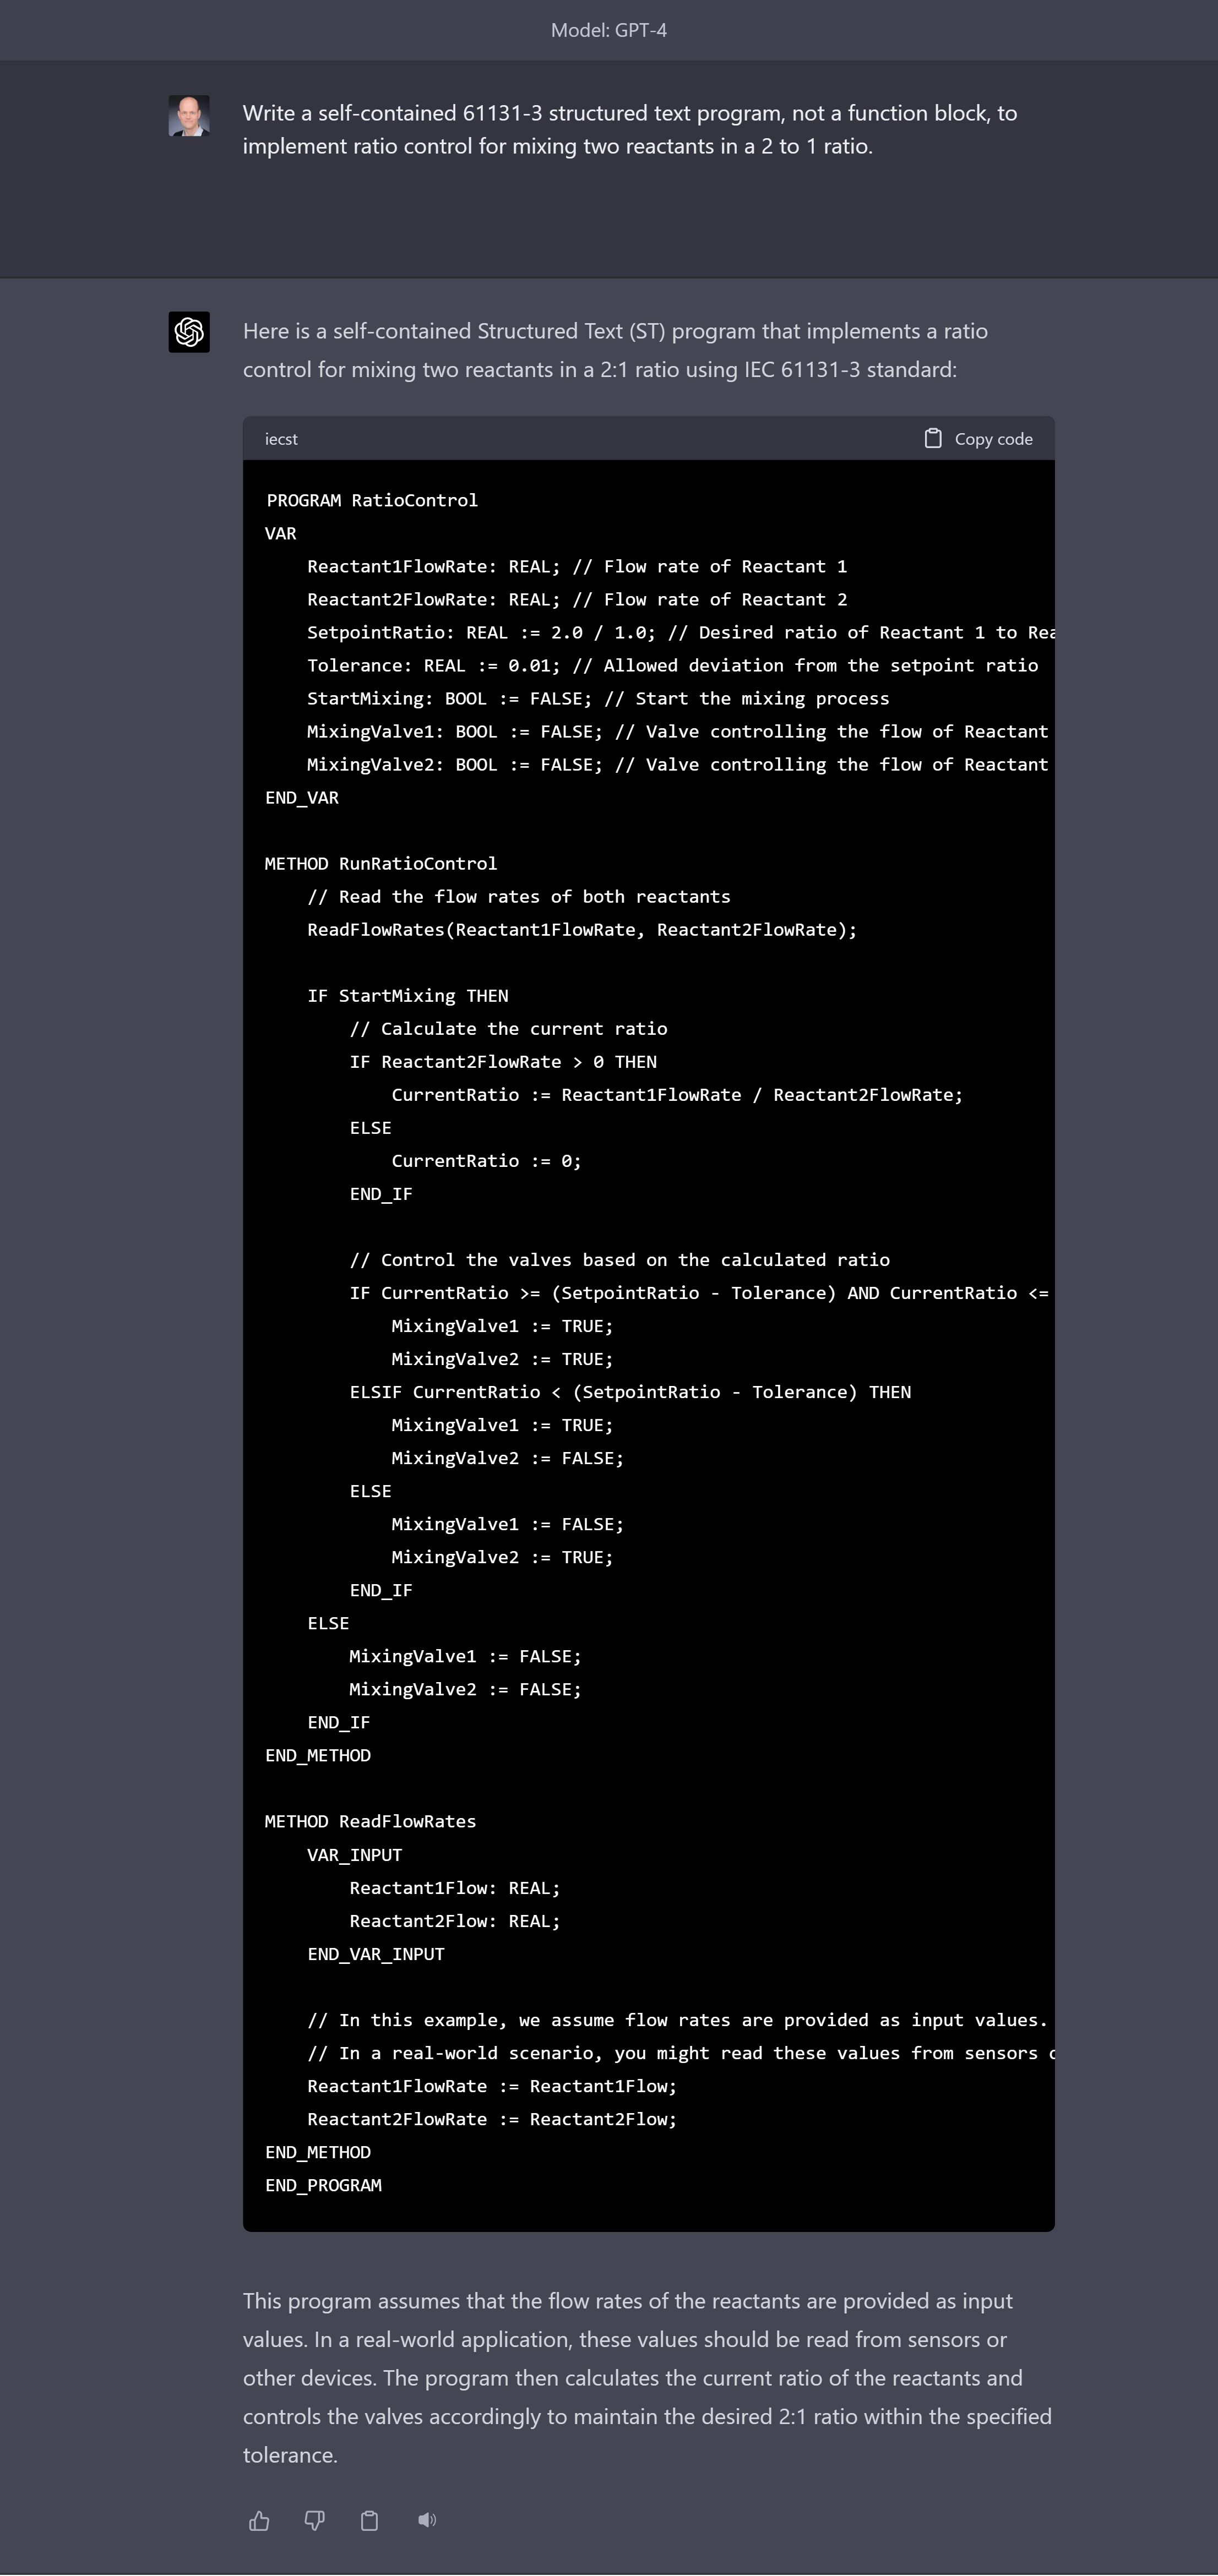 Model: GPT-4
Write a self-contained 61131-3 structured text program, not a function block, to
implement ratio control for mixing two reactants in a 2 to 1 ratio.
Here is a self-contained Structured Text (ST) program that implements a ratio
control for mixing two reactants in a 2:1 ratio using IEC 61131-3 standard:
iecst
Copy code
PROGRAM RatioControl
VAR
    Reactant1FlowRate: REAL; // Flow rate of Reactant 1
    Reactant2FlowRate: REAL; // Flow rate of Reactant 2
    SetpointRatio: REAL := 2.0 / 1.0; // Desired ratio of Reactant 1 to Rea
    Tolerance: REAL := 0.01; // Allowed deviation from the setpoint ratio
    StartMixing: BOOL := FALSE; // Start the mixing process
    MixingValve1: BOOL := FALSE; // Valve controlling the flow of Reactant
    MixingValve2: BOOL := FALSE; // Valve controlling the flow of Reactant
END_VAR
METHOD RunRatioControl
    // Read the flow rates of both reactants
    ReadFlowRates(Reactant1FlowRate, Reactant2FlowRate);
    IF StartMixing THEN
        // Calculate the current ratio
        IF Reactant2FlowRate > 0 THEN
            CurrentRatio := Reactant1FlowRate / Reactant2FlowRate;
        ELSE
            CurrentRatio := 0;
        END_IF
        // Control the valves based on the calculated ratio
        IF CurrentRatio >= (SetpointRatio - Tolerance) AND CurrentRatio <=
            MixingValve1 := TRUE;
            MixingValve2 := TRUE;
        ELSIF CurrentRatio < (SetpointRatio - Tolerance) THEN
            MixingValve1 := TRUE;
            MixingValve2 := FALSE;
        ELSE
            MixingValve1 := FALSE;
            MixingValve2 := TRUE;
        END_IF
    ELSE
        MixingValve1 := FALSE;
        MixingValve2 := FALSE;
    END_IF
END_METHOD
METHOD ReadFlowRates
    VAR_INPUT
        Reactant1Flow: REAL;
        Reactant2Flow: REAL;
    END_VAR_INPUT
    // In this example, we assume flow rates are provided as input values.
    // In a real-world scenario, you might read these values from sensors
    Reactant1FlowRate := Reactant1Flow;
    Reactant2FlowRate := Reactant2Flow;
END_METHOD
END_PROGRAM
This program assumes that the flow rates of the reactants are provided as input
values. In a real-world application, these values should be read from sensors or
other devices. The program then calculates the current ratio of the reactants and
controls the valves accordingly to maintain the desired 2:1 ratio within the specified
tolerance.